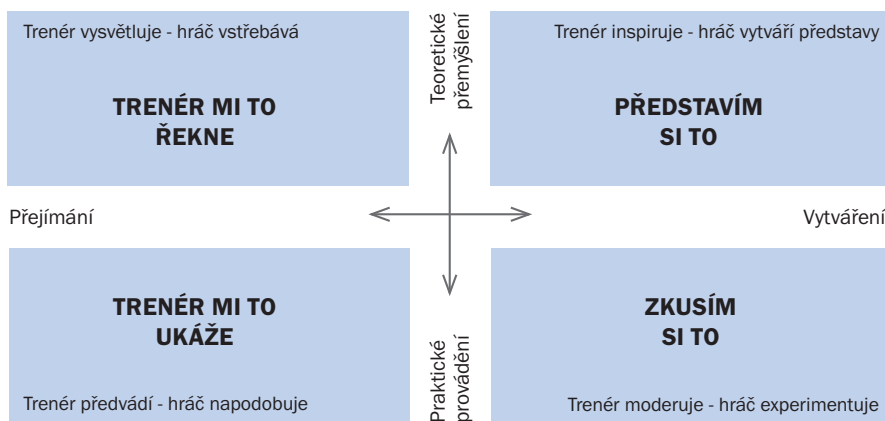 Trenér vysvětluje - hráč vstřebává
TRENÉR MI TO
ŘEKNE
Teoretické
přemýšlení
Trenér inspiruje - hráč vytváří představy
PŘEDSTAVÍM
SI TO
Přejímání
Vytváření
TRENÉR MI TO
UKÁŽE
Trenér předvádí - hráč napodobuje
Praktické
provádění
ZKUSÍM
SI TO
Trenér moderuje - hráč experimentuje